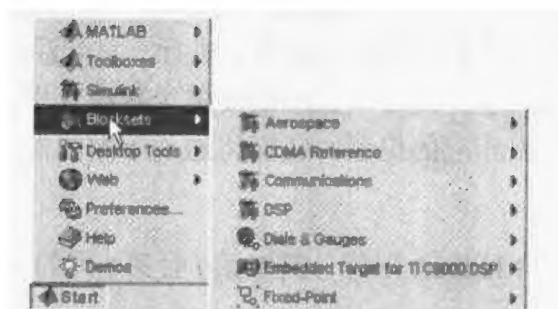 MATLAB
Toolboxes
Simulink
Blocksets
Desktop Tools
Web
Preferences...
Help
Demos
Start
Aerospace
CDMA Reference
Communications
DSP
Dials & Gauges
Embedded Target for TI C6000 DSP
Fixed-Point